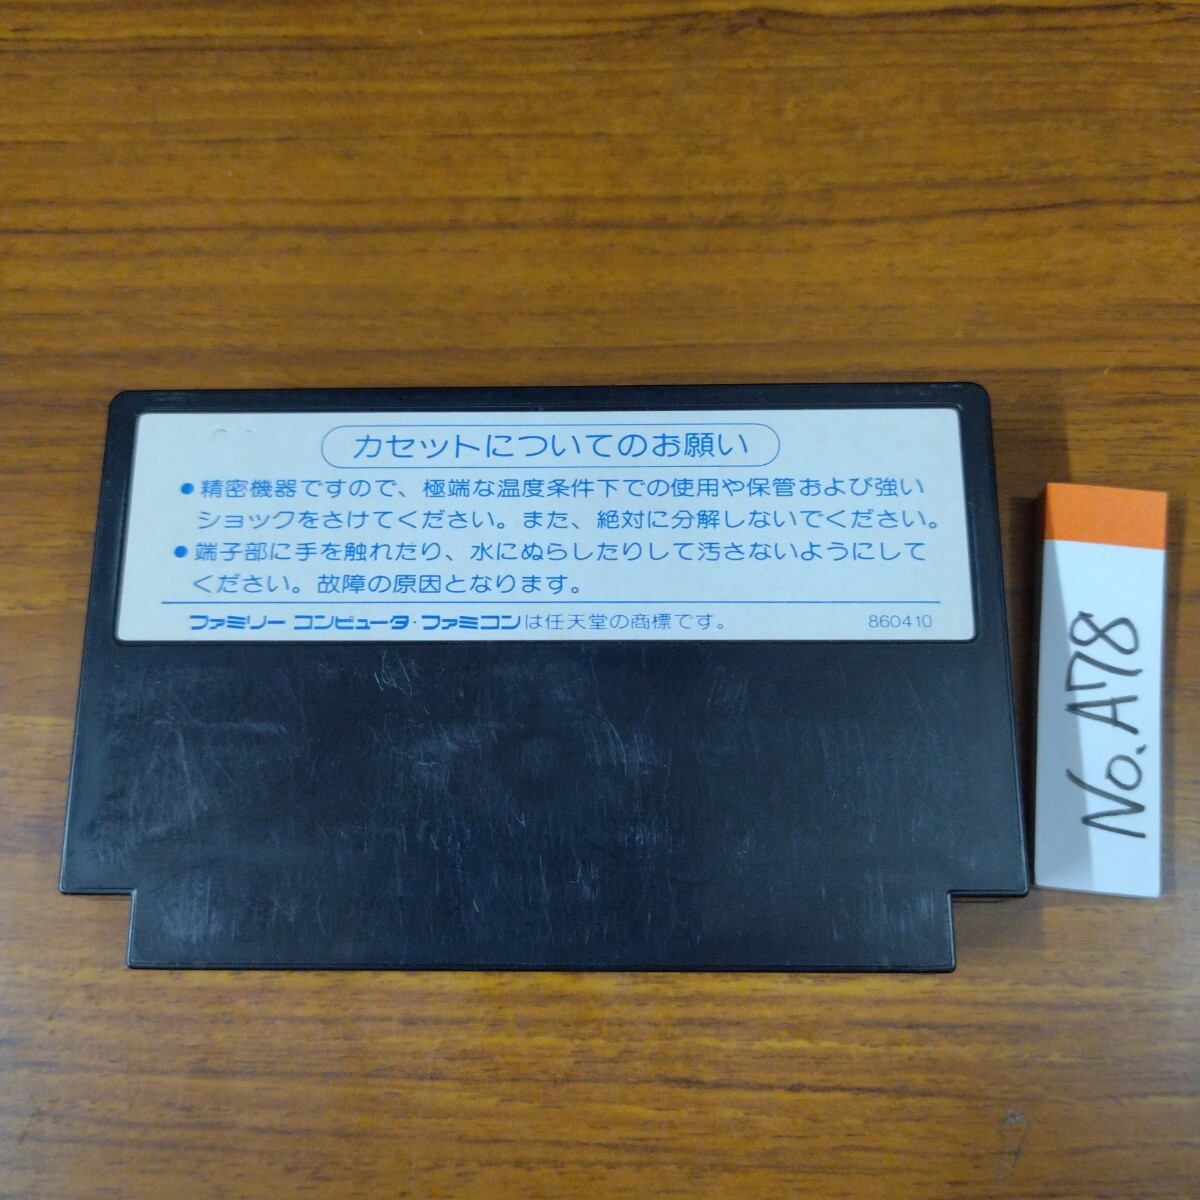 カセットについてのお願い
●精密機器ですので、極端な温度条件下での使用や保管および強い
ショックをさけてください。また、絶対に分解しないでください。
●端子部に手を触れたり、水にぬらしたりして汚さないようにして
ください。故障の原因となります。
ファミリー コンピュータ・ファミコンは任天堂の商標です。 860410
No.A78